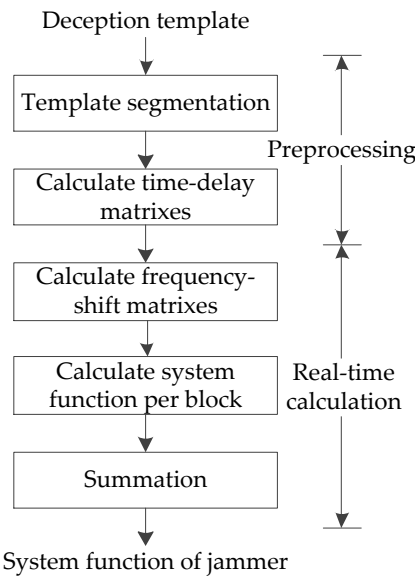 Deception template
Template segmentation
Preprocessing
Calculate time-delay
matrixes
Calculate frequency-
shift matrixes
Calculate system
function per block
Real-time
calculation
Summation
System function of jammer